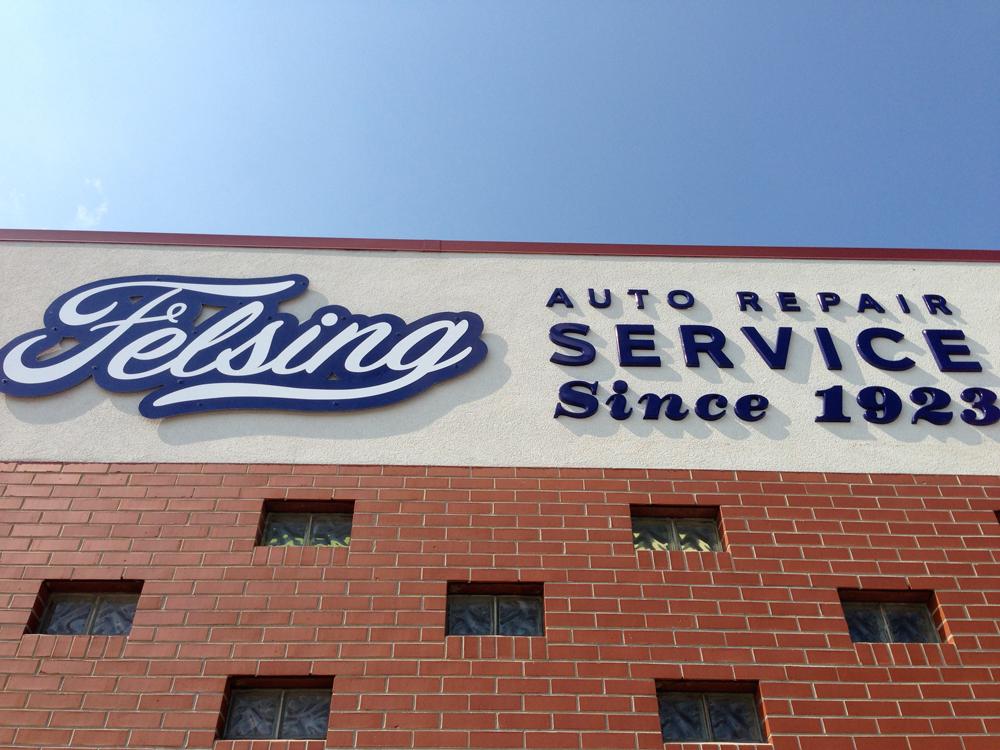 Felsing
AUTO REPAIR
SERVICE
Since 1923